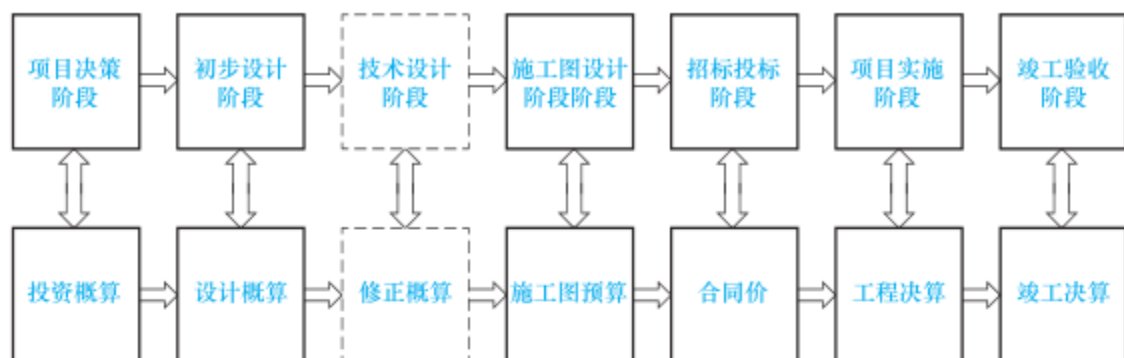 项目决策
阶段
初步设计
阶段
技术设计
阶段
施工图设计
阶段阶段
招标投标
阶段
项目实施
阶段
竣工验收
阶段
投资概算
设计概算
修正概算
施工图预算
合同价
工程决算
竣工决算